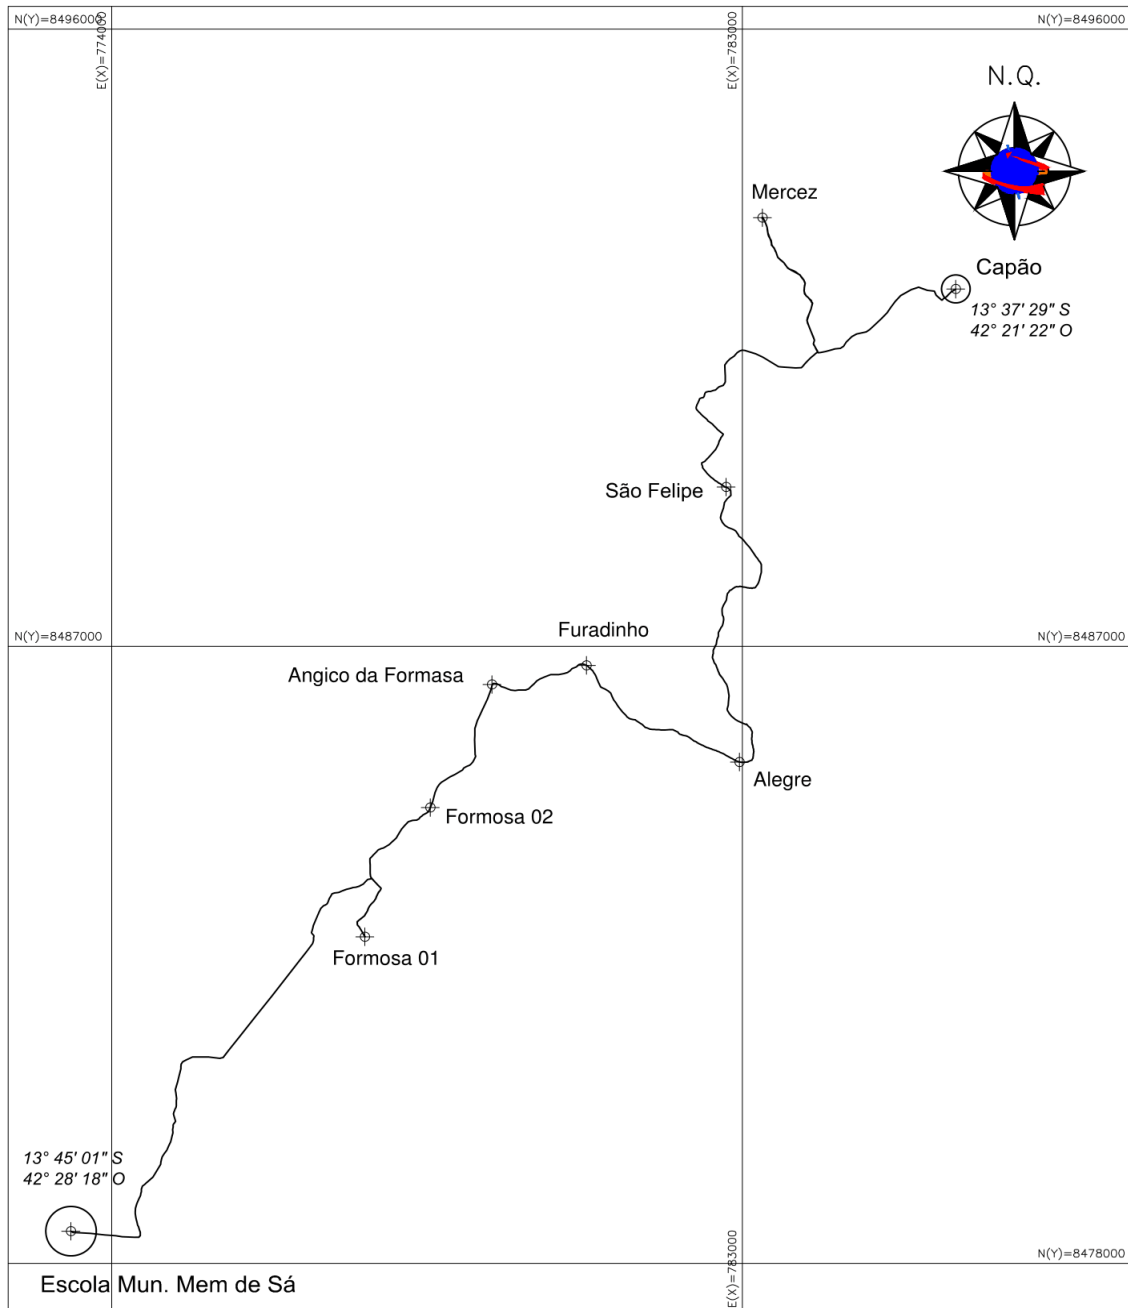 N(Y)=8496000
E(X)=774000
E(X)=783000
N(Y)=8496000
N.Q.
Mercez
Capão
13° 37' 29" S
42° 21' 22" O
São Felipe
Furadinho
N(Y)=8487000
N(Y)=8487000
Angico da Formasa
Alegre
Formosa 02
Formosa 01
13° 45' 01" S
42° 28' 18" O
E(X)=783000
N(Y)=8478000
Escola Mun. Mem de Sá